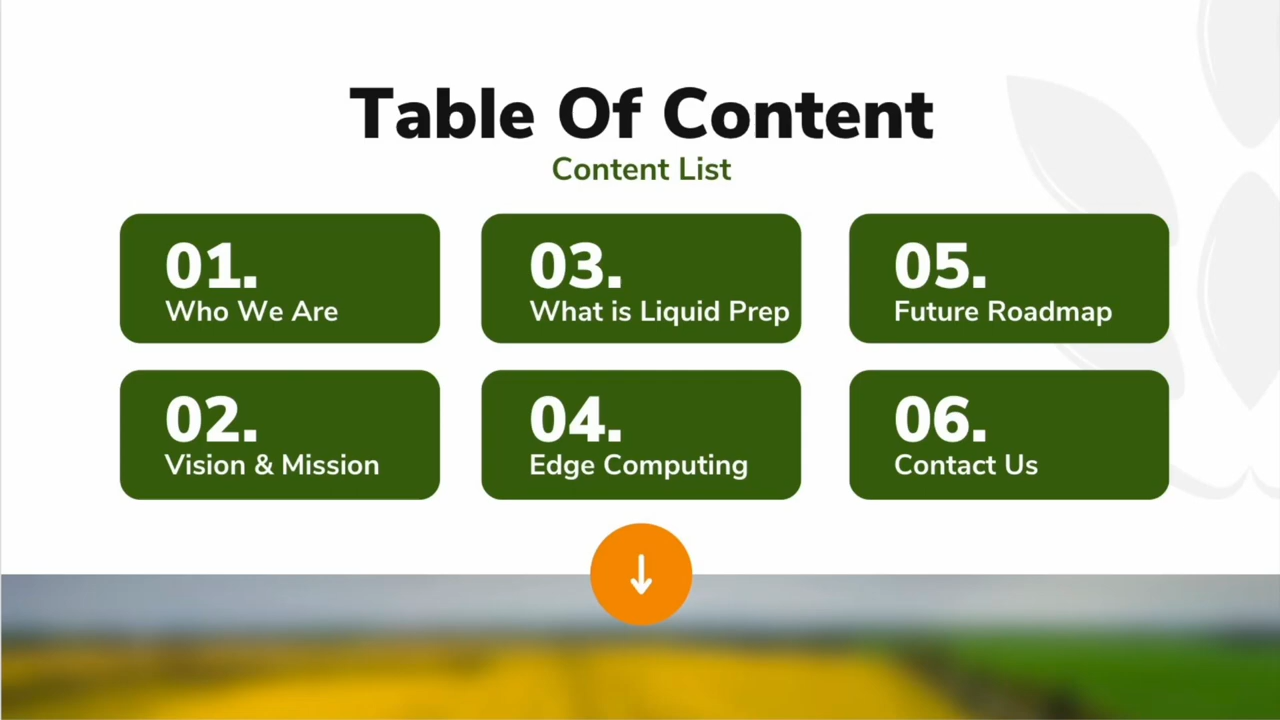 Table Of Content
Content List
01.
Who We Are
02.
Vision & Mission
03.
What is Liquid Prep
04.
Edge Computing
05.
Future Roadmap
06.
Contact Us